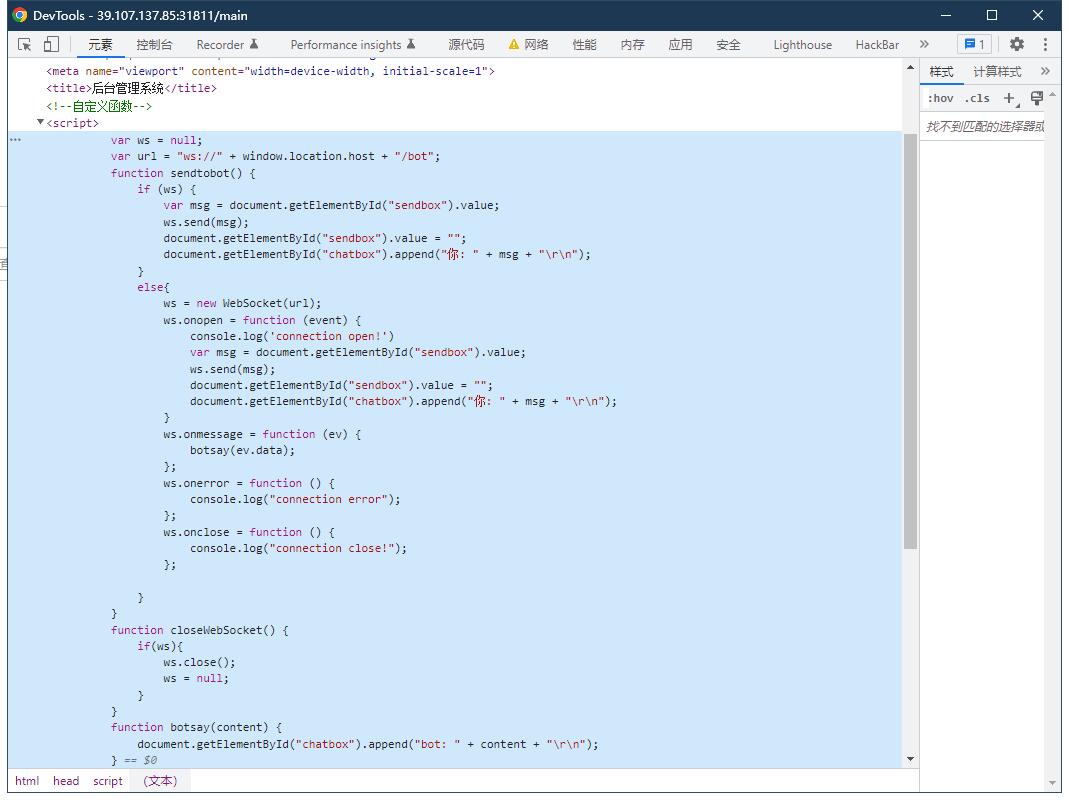 DevTools - 39.107.137.85:31811/main
元素 控制台 Recorder Performance insights 源代码 网络 性能 内存 应用 安全 Lighthouse HackBar » 1
<meta name="viewport" content="width=device-width, initial-scale=1">
<title>后台管理系统</title>
<!--自定义函数-->
<script>
var ws = null;
var url = "ws://" + window.location.host + "/bot";
function sendtobot() {
if (ws) {
var msg = document.getElementById("sendbox").value;
ws.send(msg);
document.getElementById("sendbox").value = "";
document.getElementById("chatbox").append("你: " + msg + "\r\n");
}
else{
ws = new WebSocket(url);
ws.onopen = function (event) {
console.log('connection open!')
var msg = document.getElementById("sendbox").value;
ws.send(msg);
document.getElementById("sendbox").value = "";
document.getElementById("chatbox").append("你: " + msg + "\r\n");
}
ws.onmessage = function (ev) {
botsay(ev.data);
};
ws.onerror = function () {
console.log("connection error");
};
ws.onclose = function () {
console.log("connection close!");
};
}
}
function closeWebSocket() {
if(ws){
ws.close();
ws = null;
}
}
function botsay(content) {
document.getElementById("chatbox").append("bot: " + content + "\r\n");
} == $0
html head script (文本)
样式 计算样式 »
:hov .cls +
找不到匹配的选择器或